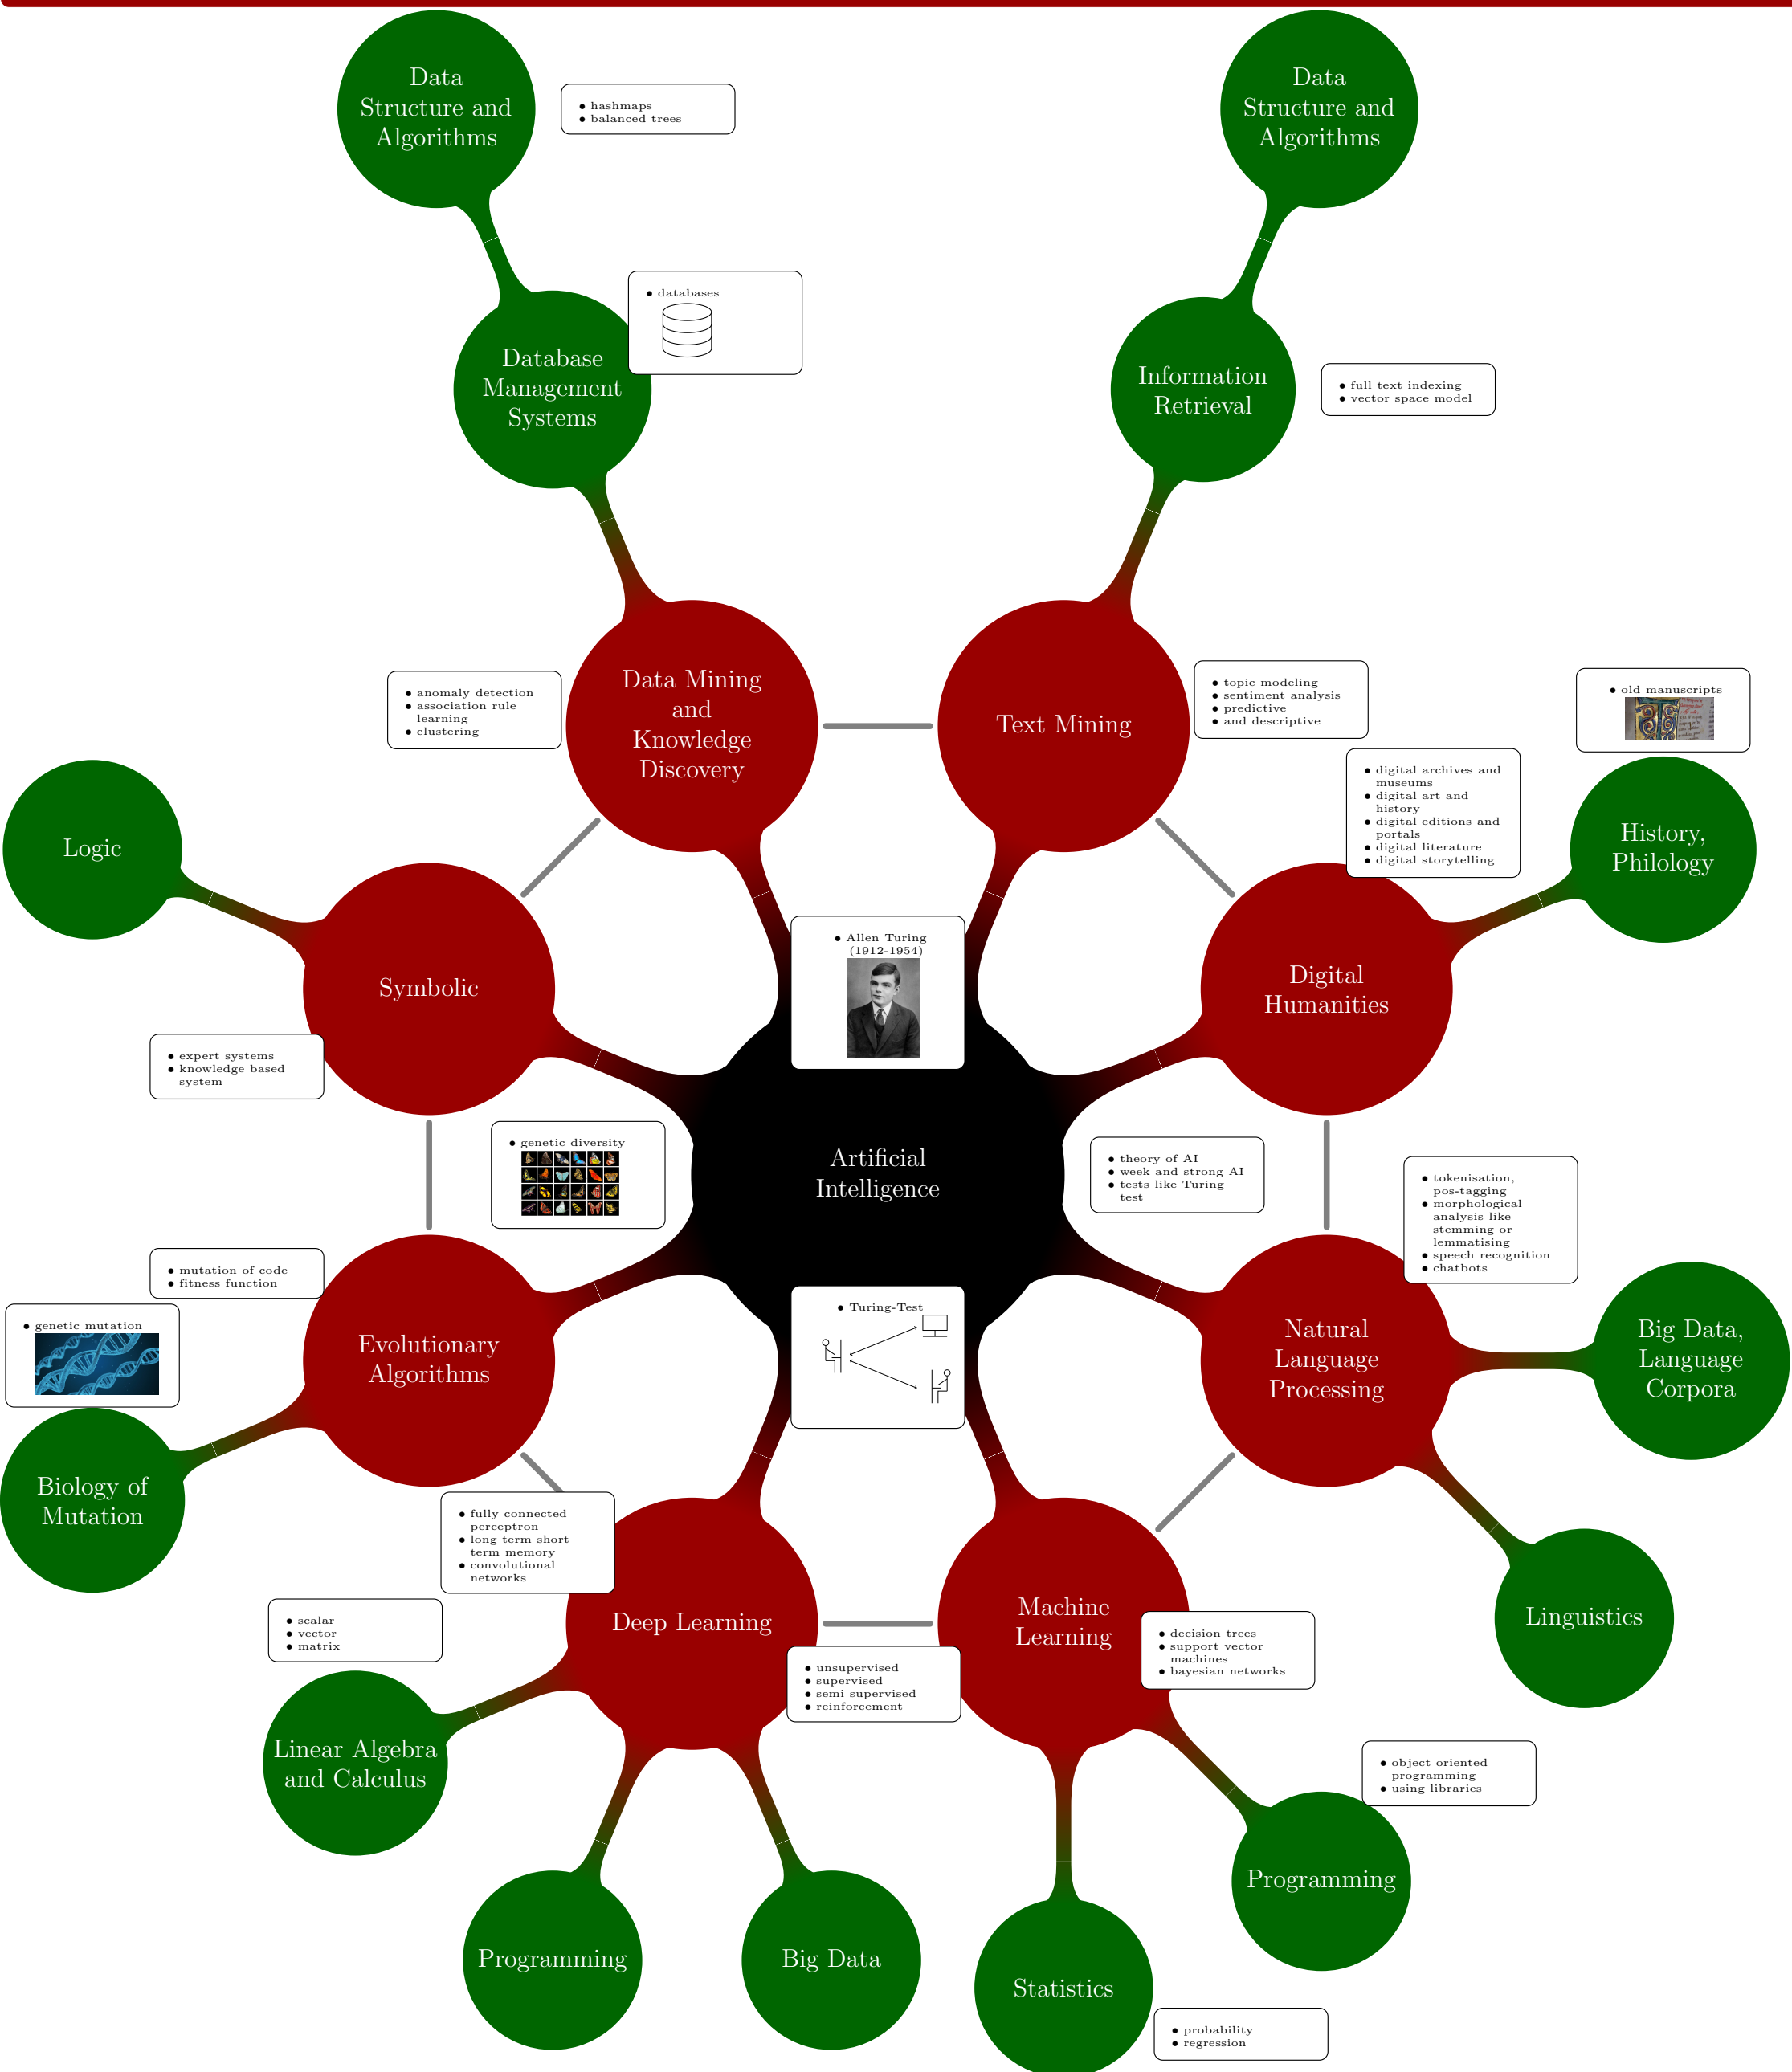 Data
Structure and
Algorithms
• hashmaps
• balanced trees
Data
Structure and
Algorithms
• databases
Database
Management
Systems
Information
Retrieval
• full text indexing
• vector space model
• anomaly detection
• association rule
learning
• clustering
Data Mining
and
Knowledge
Discovery
Text Mining
• topic modeling
• sentiment analysis
• predictive
• and descriptive
• old manuscripts
• digital archives and
museums
• digital art and
history
• digital editions and
portals
• digital literature
• digital storytelling
History,
Philology
Logic
Symbolic
• Allen Turing
(1912-1954)
Digital
Humanities
• expert systems
• knowledge based
system
• genetic diversity
Artificial
Intelligence
• theory of AI
• week and strong AI
• tests like Turing
test
• tokenisation,
pos-tagging
• morphological
analysis like
stemming or
lemmatising
• speech recognition
• chatbots
• mutation of code
• fitness function
• genetic mutation
Evolutionary
Algorithms
• Turing-Test
Natural
Language
Processing
Big Data,
Language
Corpora
Biology of
Mutation
• fully connected
perceptron
• long term short
term memory
• convolutional
networks
• scalar
• vector
• matrix
Deep Learning
Machine
Learning
• decision trees
• support vector
machines
• bayesian networks
Linguistics
• unsupervised
• supervised
• semi supervised
• reinforcement
Linear Algebra
and Calculus
• object oriented
programming
• using libraries
Programming
Programming
Big Data
Statistics
• probability
• regression